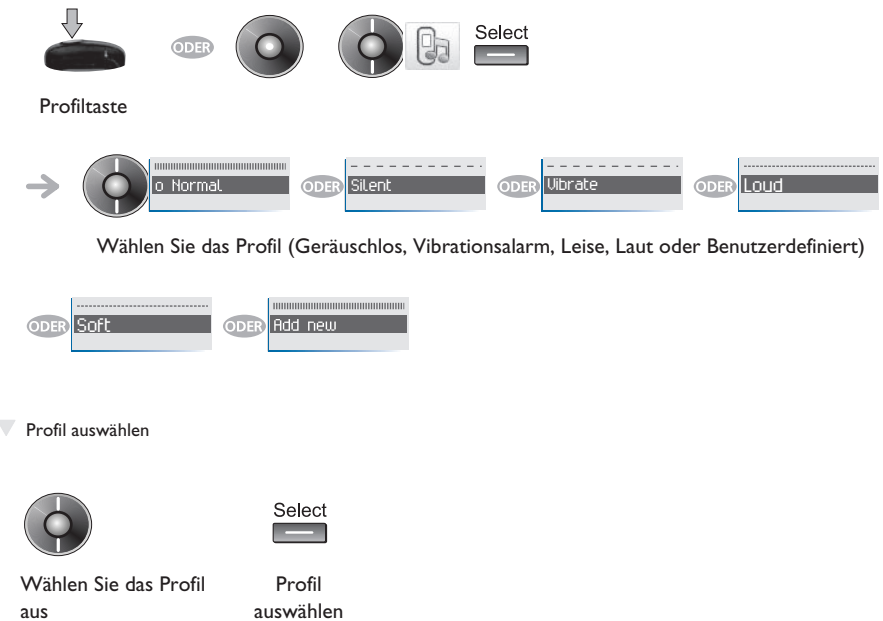 ODER Select
Profiltaste
o Normal ODER Silent ODER Vibrate ODER Loud
Wählen Sie das Profil (Geräuschlos, Vibrationsalarm, Leise, Laut oder Benutzerdefiniert)
ODER Soft ODER Add new
Profil auswählen
Select
Wählen Sie das Profil
aus
Profil
auswählen